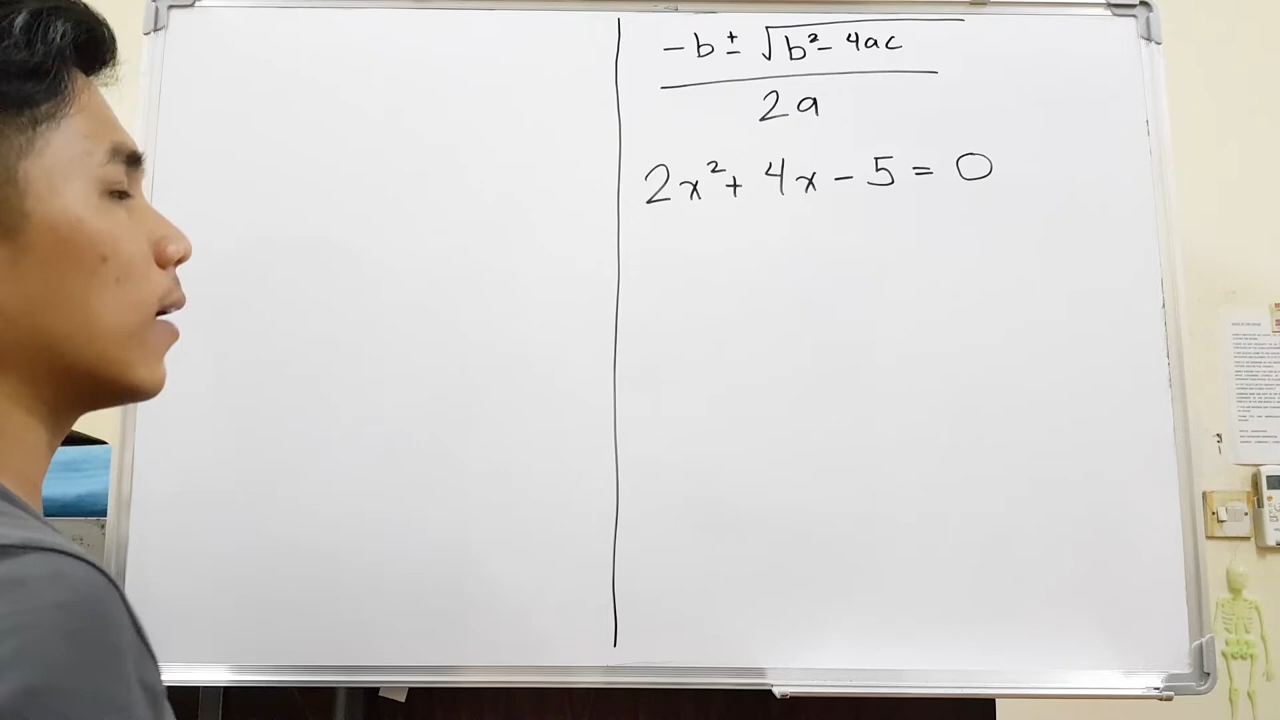 -b ± √b² - 4ac
2a
2x² + 4x - 5 = 0